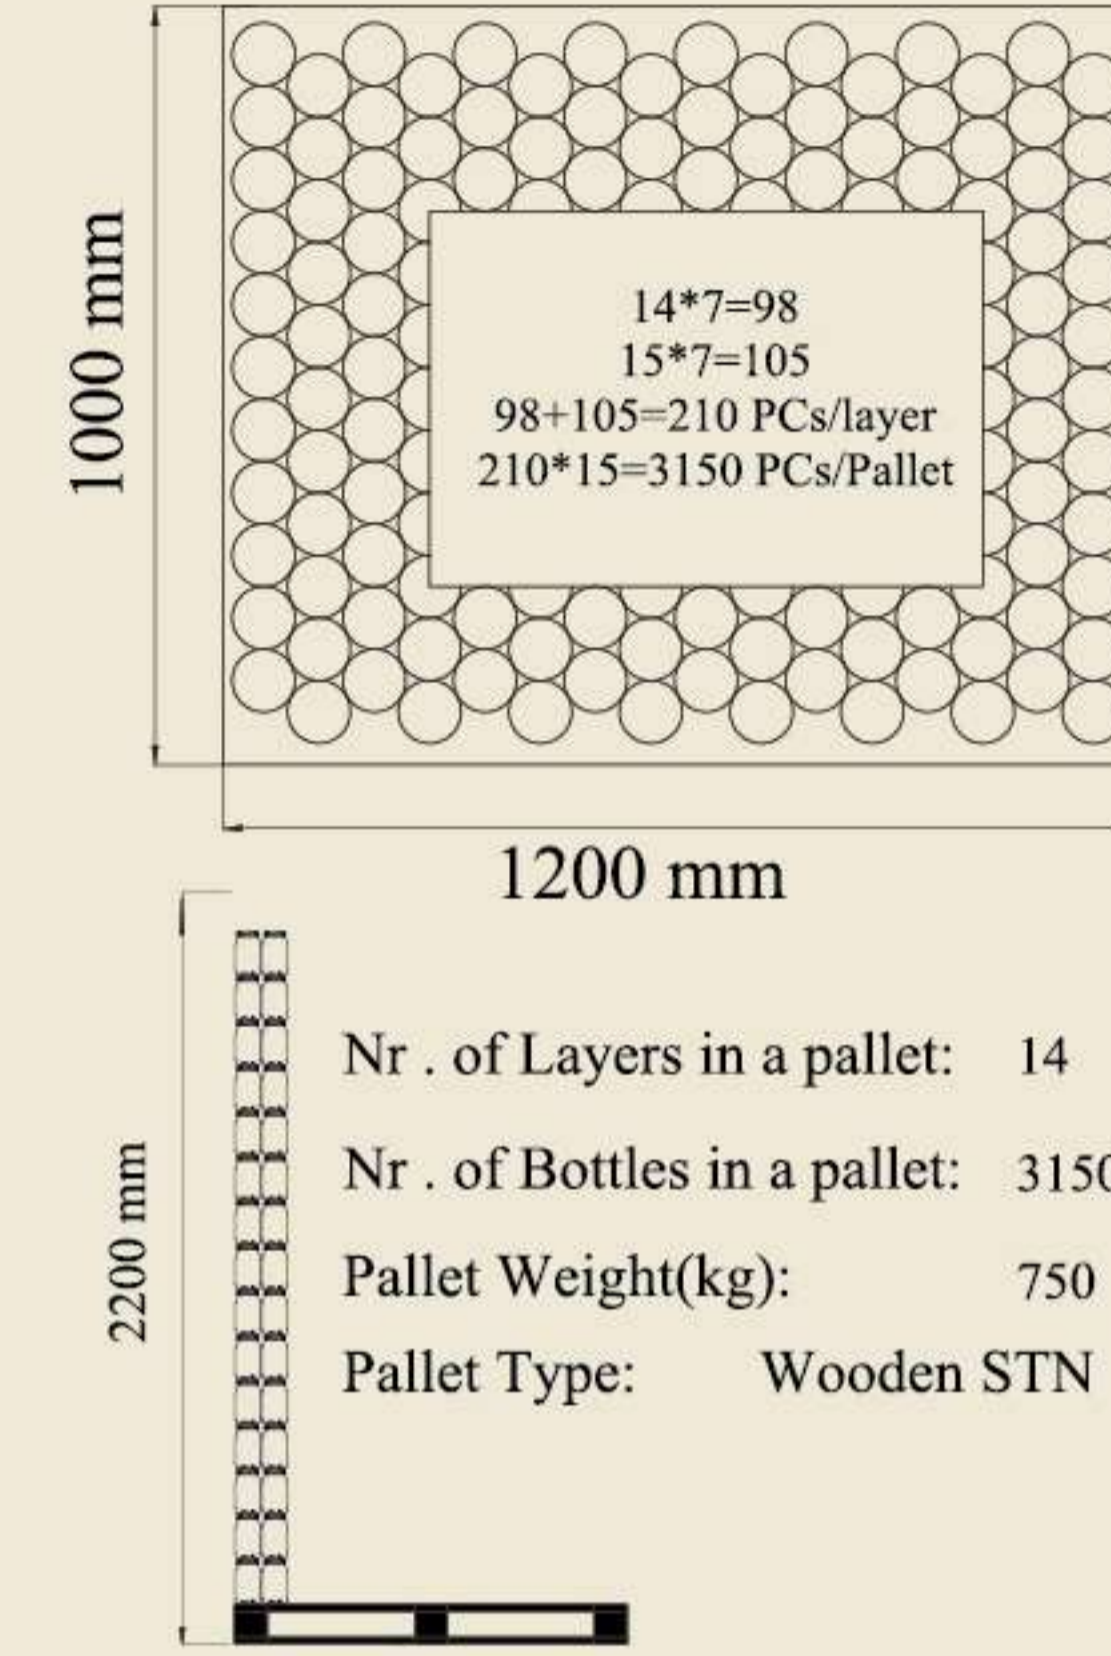 1000 mm
14*7=98
15*7=105
98+105=210 PCs/layer
210*15=3150 PCs/Pallet
1200 mm
2200 mm
Nr . of Layers in a pallet: 14
Nr . of Bottles in a pallet: 3150
Pallet Weight(kg): 750
Pallet Type: Wooden STN